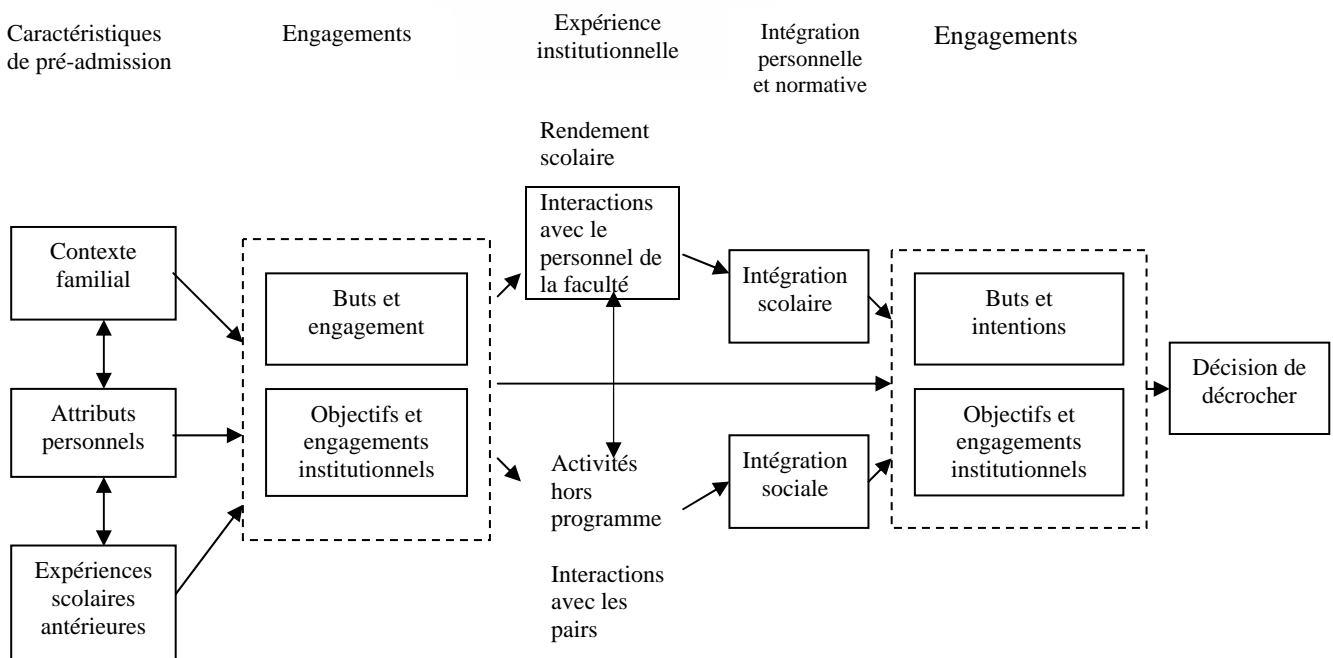 Caractéristiques
de pré-admission
Engagements
Expérience
institutionnelle
Intégration
personnelle
et normative
Engagements
Contexte
familial
Attributs
personnels
Expériences
scolaires
antérieures
Buts et
engagement
Objectifs et
engagements
institutionnels
Rendement
scolaire
Interactions
avec le
personnel de
la faculté
Activités
hors
programme
Interactions
avec les
pairs
Intégration
scolaire
Intégration
sociale
Buts et
intentions
Objectifs et
engagements
institutionnels
Décision de
décrocher